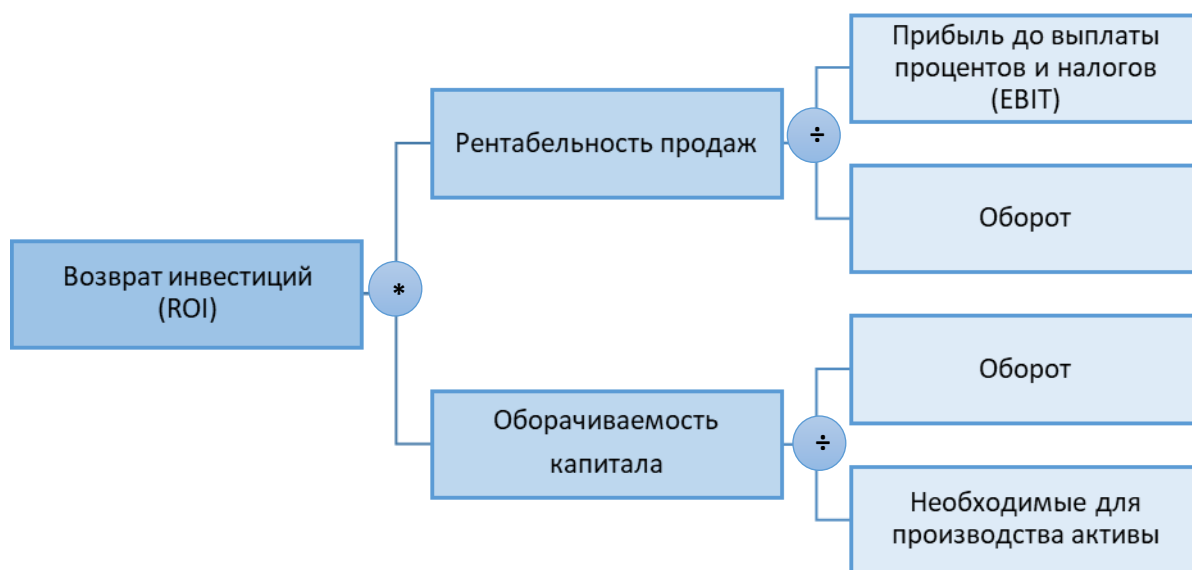 Прибыль до выплаты
процентов и налогов
(EBIT)
Рентабельность продаж
÷
Оборот
Возврат инвестиций
(ROI)
*
Оборот
Оборачиваемость
капитала
÷
Необходимые для
производства активы